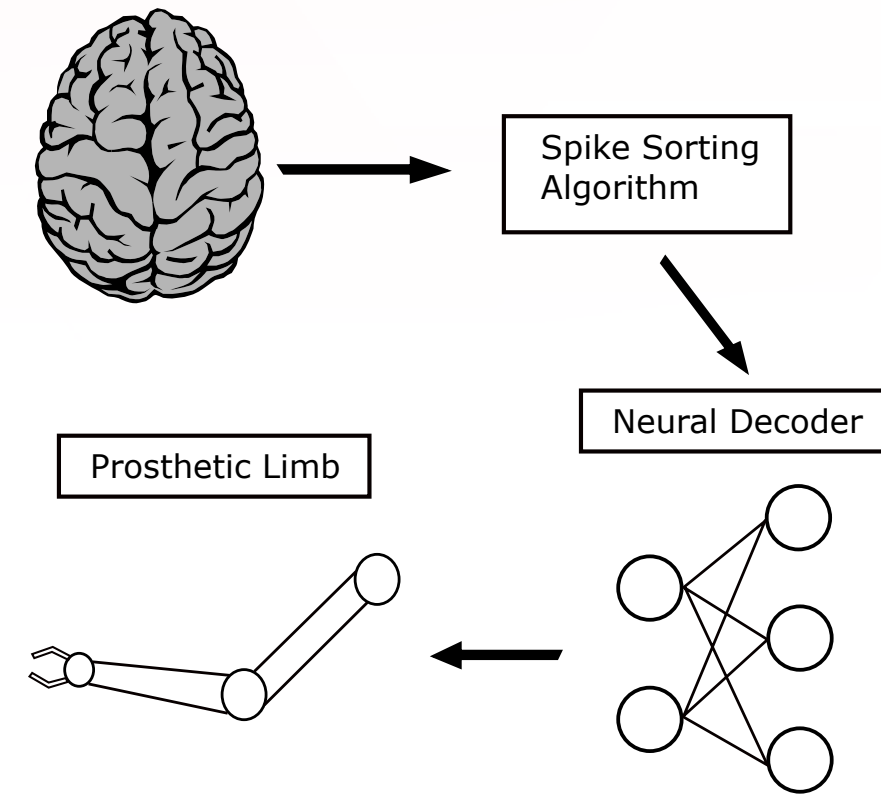 Spike Sorting
Algorithm
Neural Decoder
Prosthetic Limb